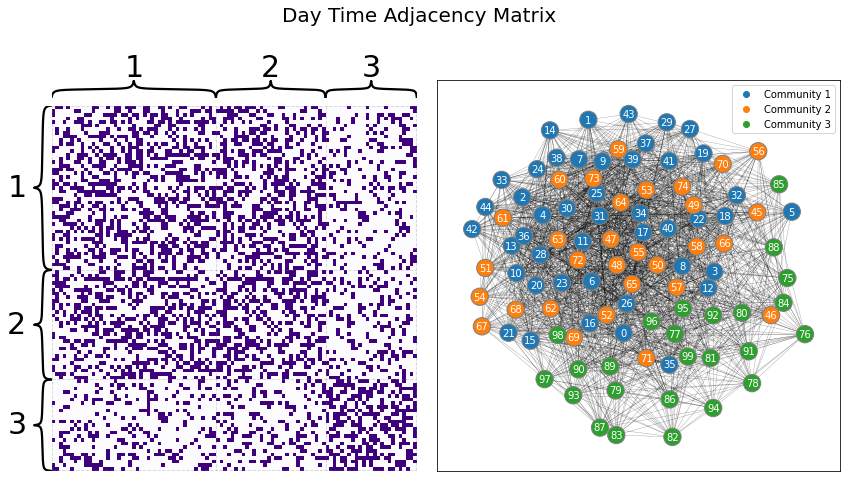 Day Time Adjacency Matrix
1 2 3
1
2
3
Community 1
Community 2
Community 3
43
1 29
14 27
37
59 19 56
38 7 9 39 41 70
24
33 60 73 74 85
25 53
2 32
44 64 49
30 45 5
61 4 31 34 22 18
42 36 17 40
63 11 47 66
13 58 88
28 55
72
51 10 48 50 8 3
75
20 23 6 65 57 12
54 26 84
68 62 95
52 96 92 80 46
67 16
21 98 0 77 76
15 69
91
71 99 81
90 89 35
97 78
93 79
86
94
87
83 82